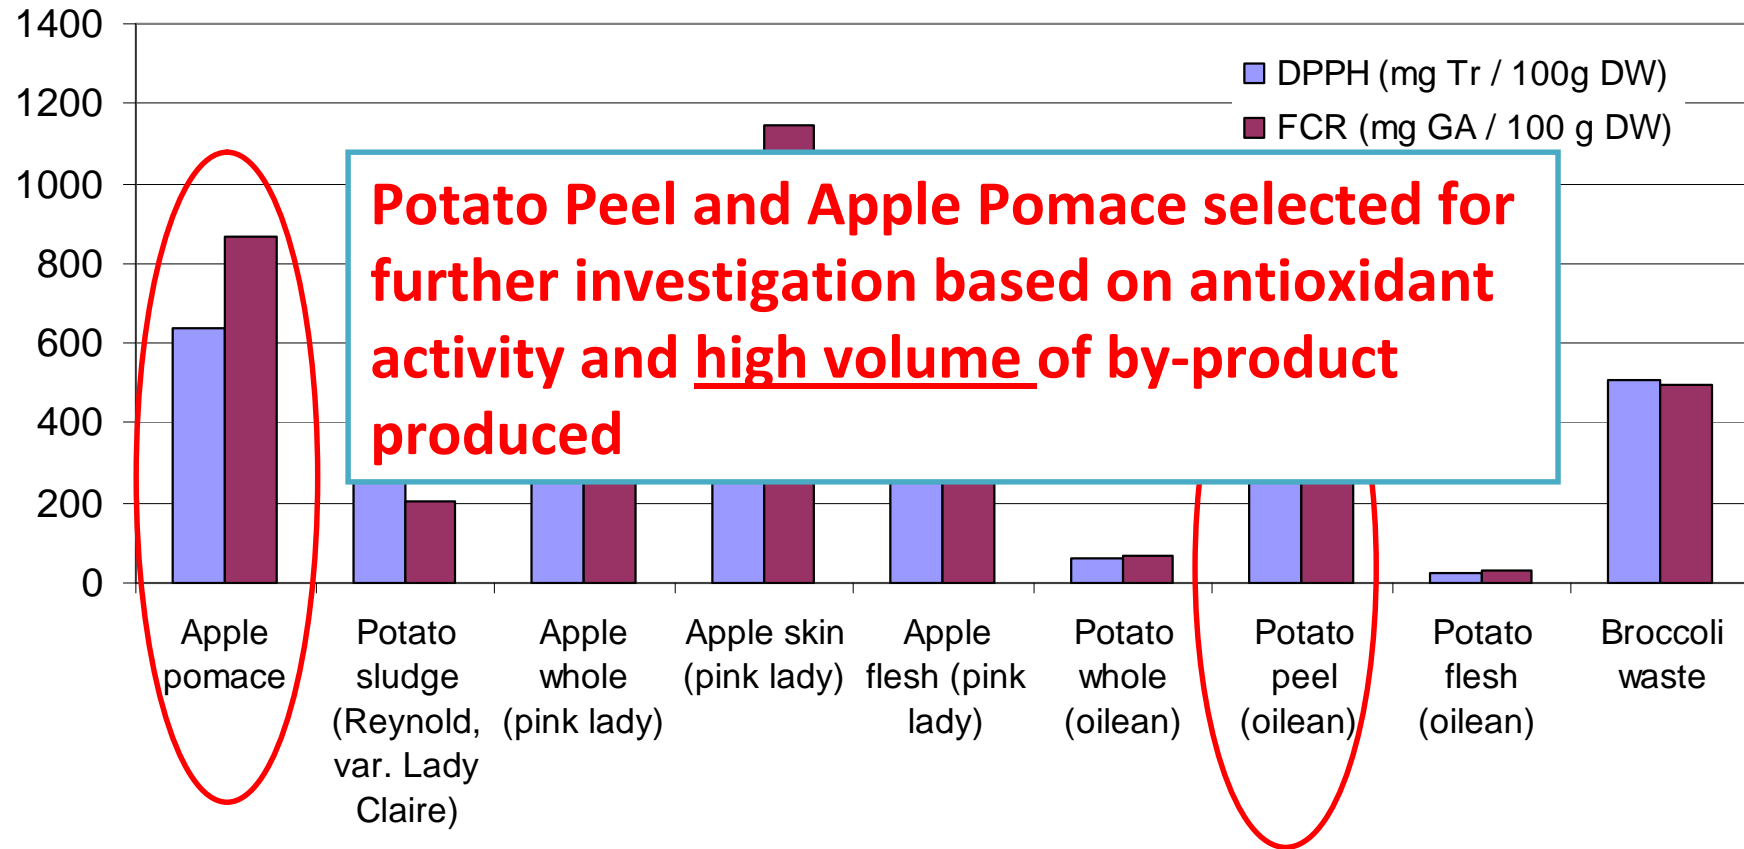 1400
1200
1000
800
600
400
200
0
DPPH (mg Tr / 100g DW)
FCR (mg GA / 100 g DW)
Potato Peel and Apple Pomace selected for
further investigation based on antioxidant
activity and high volume of by-product
produced
Apple
pomace
Potato
sludge
(Reynold,
var. Lady
Claire)
Apple
whole
(pink lady)
Apple skin
(pink lady)
Apple
flesh (pink
lady)
Potato
whole
(oilean)
Potato
peel
(oilean)
Potato
flesh
(oilean)
Broccoli
waste